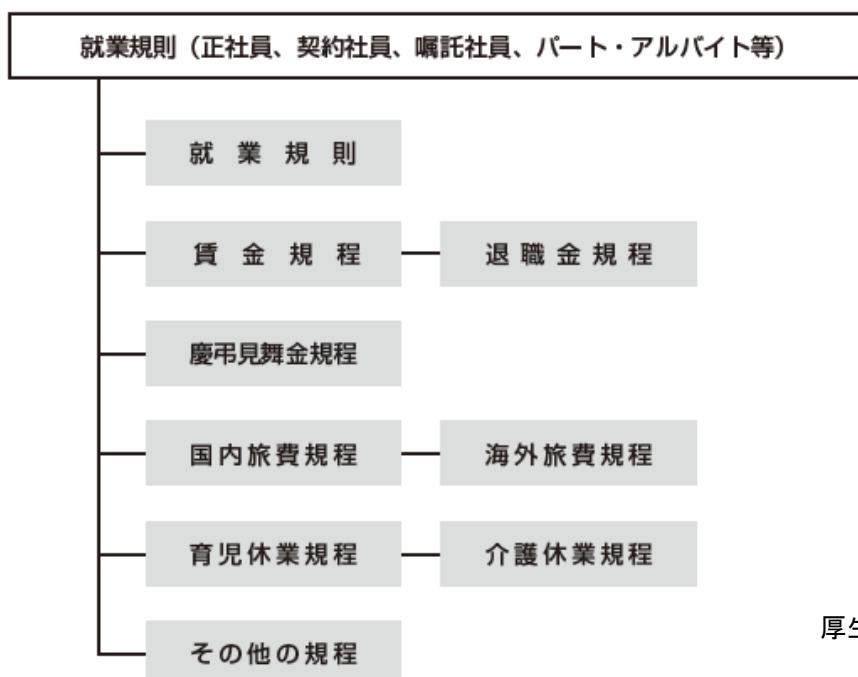 就業規則（正社員、契約社員、嘱託社員、パート・アルバイト等）
就業規則
賃金規程
退職金規程
慶弔見舞金規程
国内旅費規程
海外旅費規程
育児休業規程
介護休業規程
その他の規程
厚生